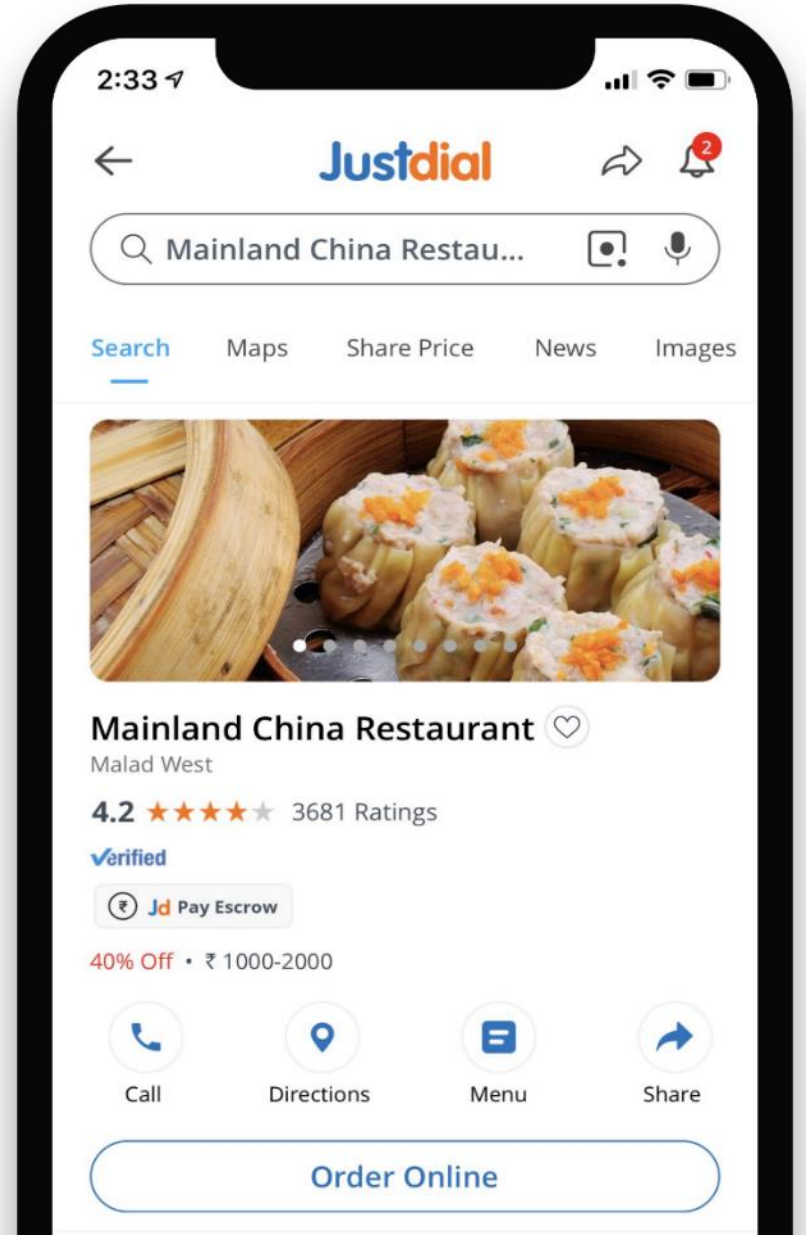 2:33
Justdial
2
Mainland China Restau...
Search Maps Share Price News Images
Mainland China Restaurant
Malad West
4.2 3681 Ratings
Verified
₹ Jd Pay Escrow
40% Off • ₹ 1000-2000
Call Directions Menu Share
Order Online